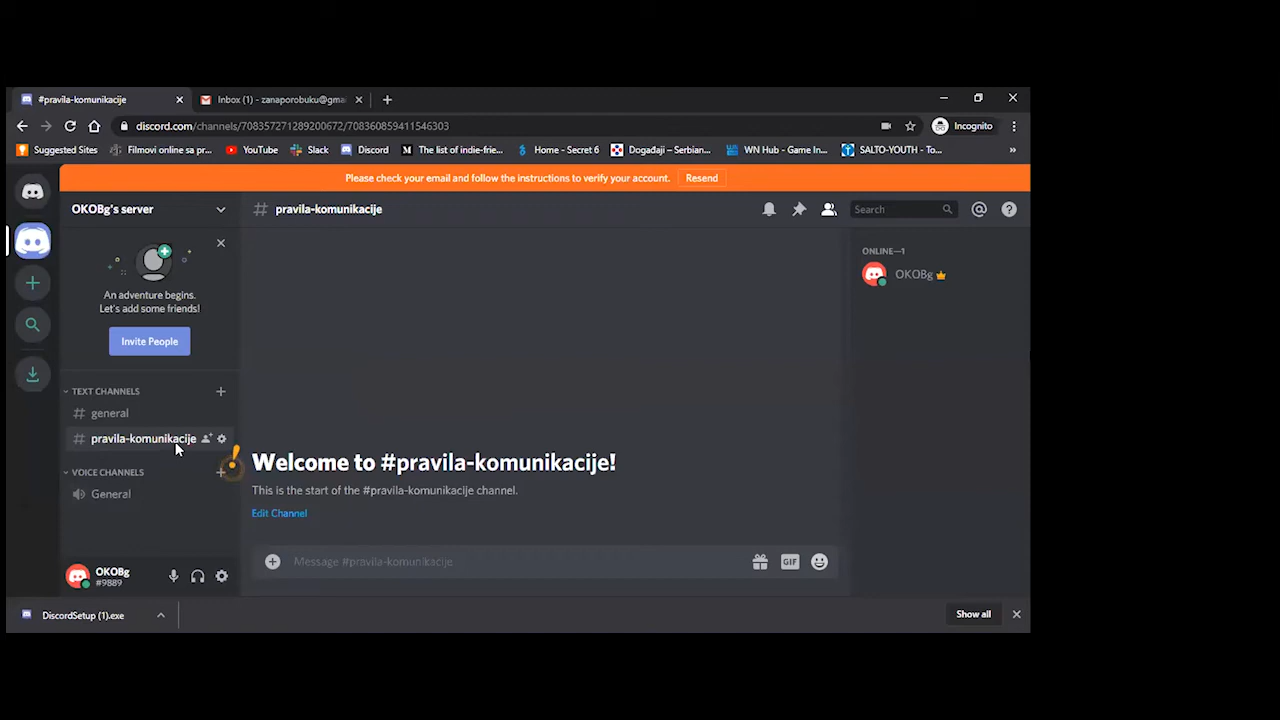 #pravila-komunikacije
Inbox (1) - zanaporobuku@gma
discord.com/channels/708357271289200672/708360859411546303
Incognito
Suggested Sites
Filmovi online sa pr...
YouTube
Slack
Discord
The list of indie-frie...
Home - Secret 6
Događaji – Serbian...
WN Hub - Game In...
SALTO-YOUTH - To...
»
Please check your email and follow the instructions to verify your account.
Resend
OKOBg's server
# pravila-komunikacije
Search
An adventure begins.
Let's add some friends!
Invite People
ONLINE—1
OKOBg
TEXT CHANNELS
# general
# pravila-komunikacije
VOICE CHANNELS
General
Welcome to #pravila-komunikacije!
This is the start of the #pravila-komunikacije channel.
Edit Channel
Message #pravila-komunikacije
GIF
OKOBg
#9889
DiscordSetup (1).exe
Show all